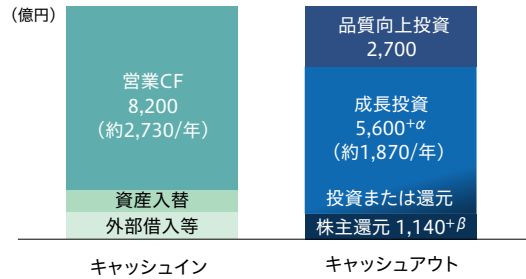 (億円)
営業CF
8,200
(約2,730/年)
資産入替
外部借入等
キャッシュイン
品質向上投資
2,700
成長投資
5,600+α
(約1,870/年)
投資または還元
株主還元 1,140+β
キャッシュアウト